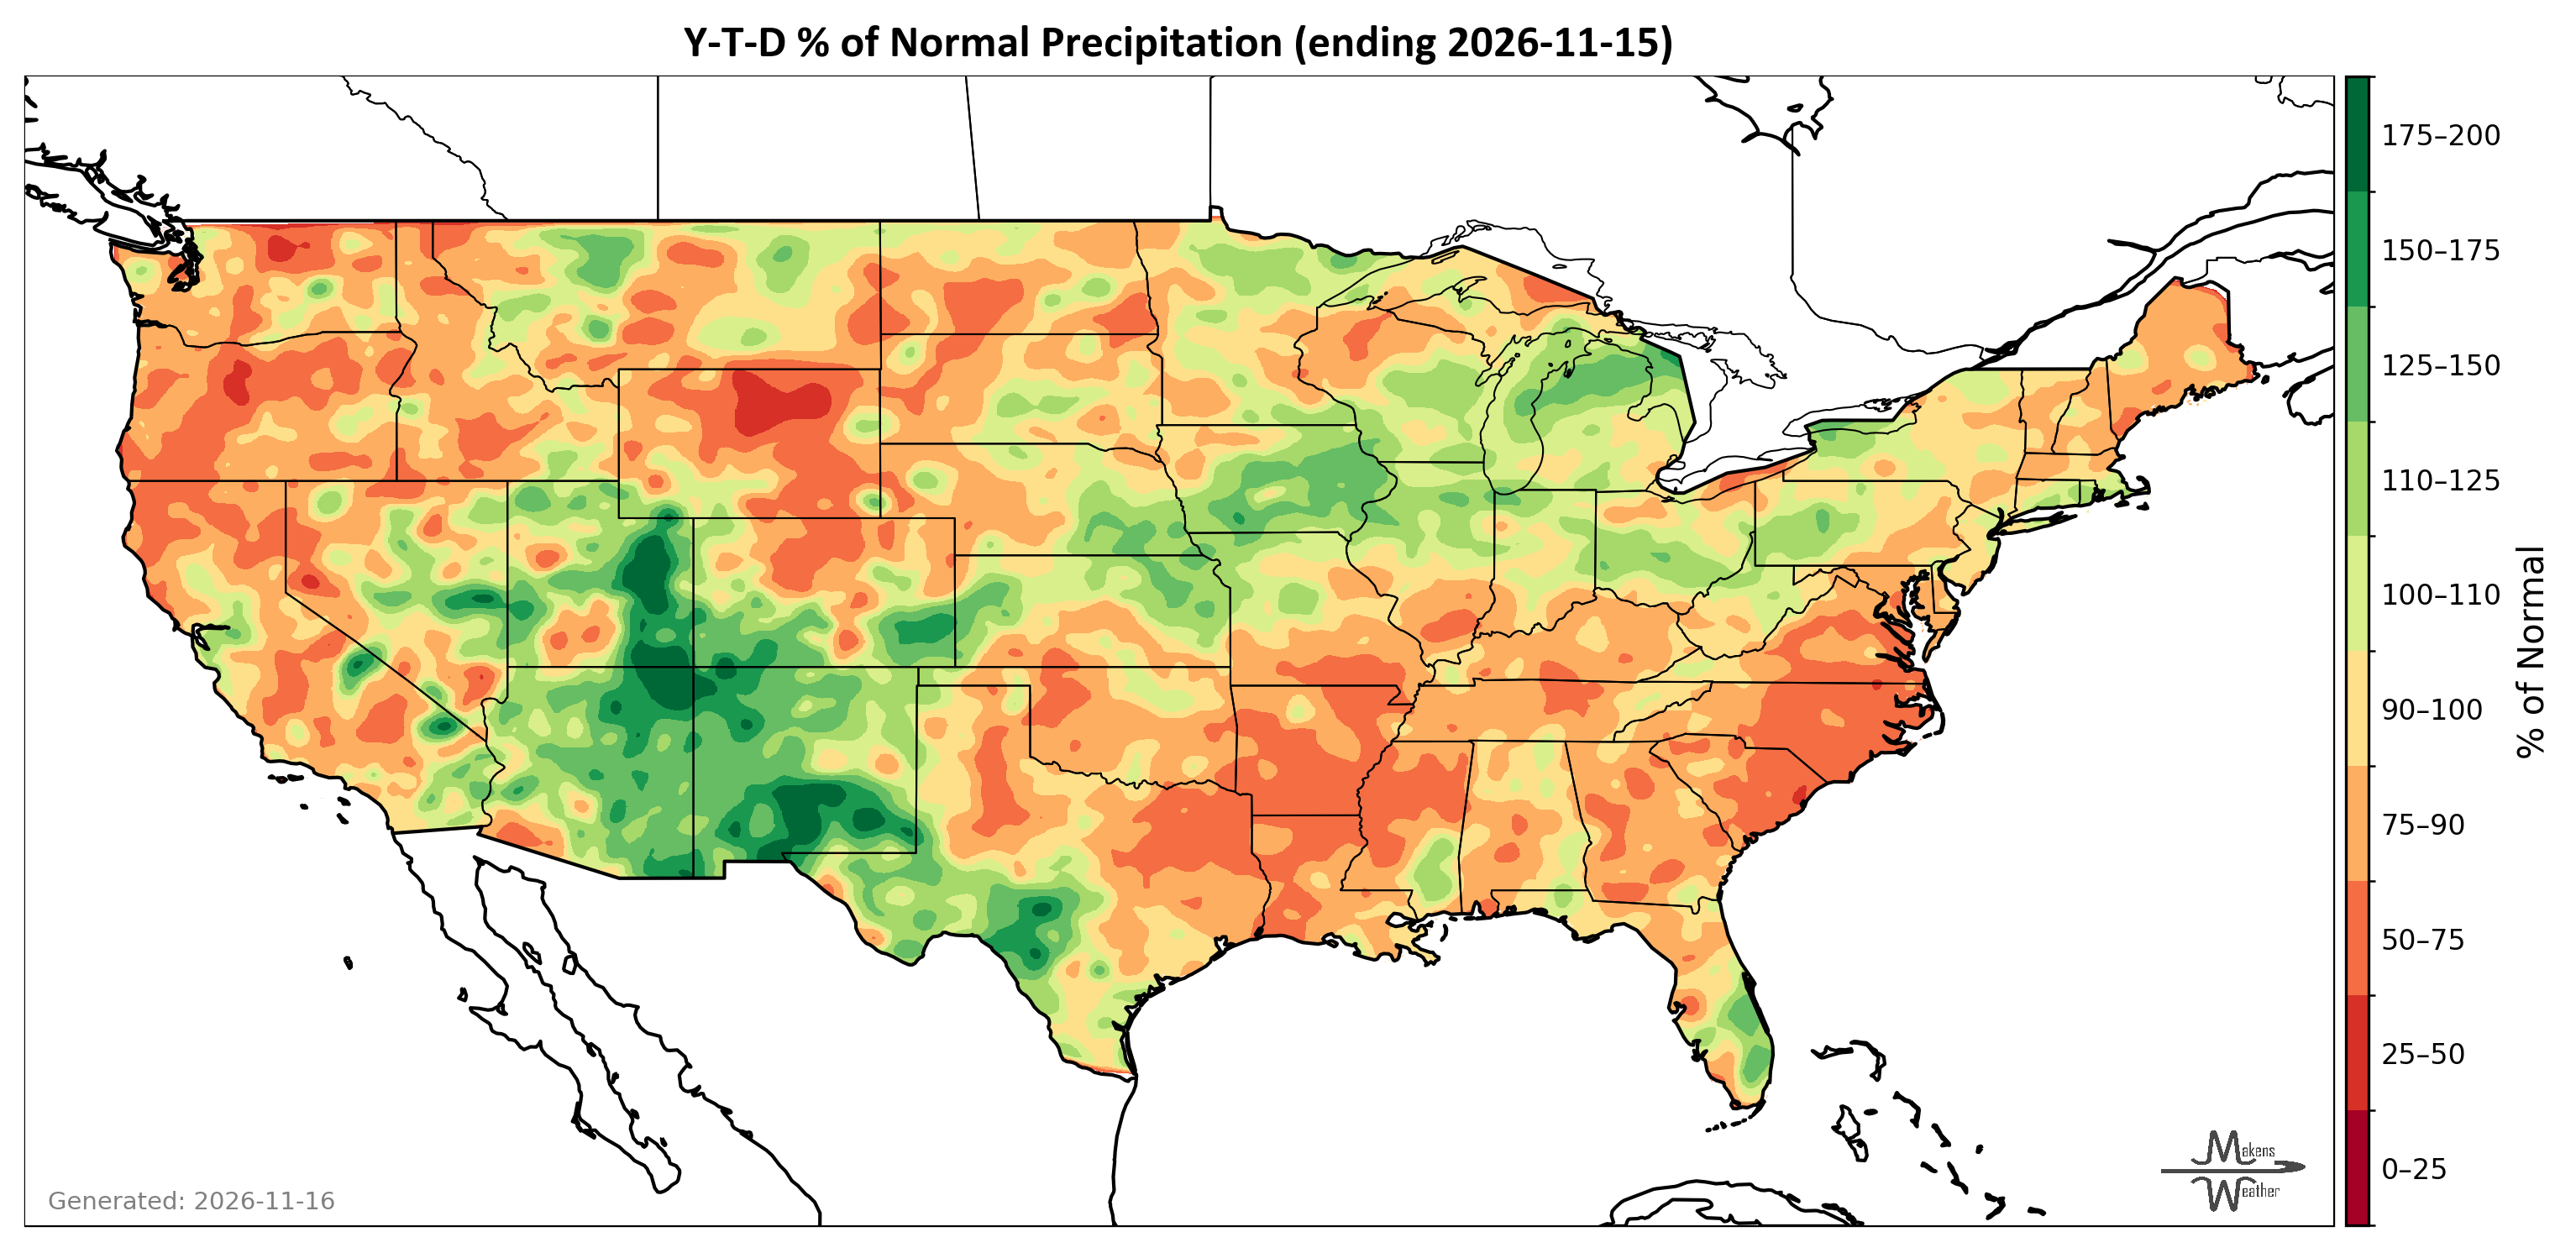 Y-T-D % of Normal Precipitation (ending 2026-11-15)
175–200
150–175
125–150
110–125
100–110
90–100
75–90
50–75
25–50
0–25
% of Normal
Generated: 2026-11-16
Makens
Weather